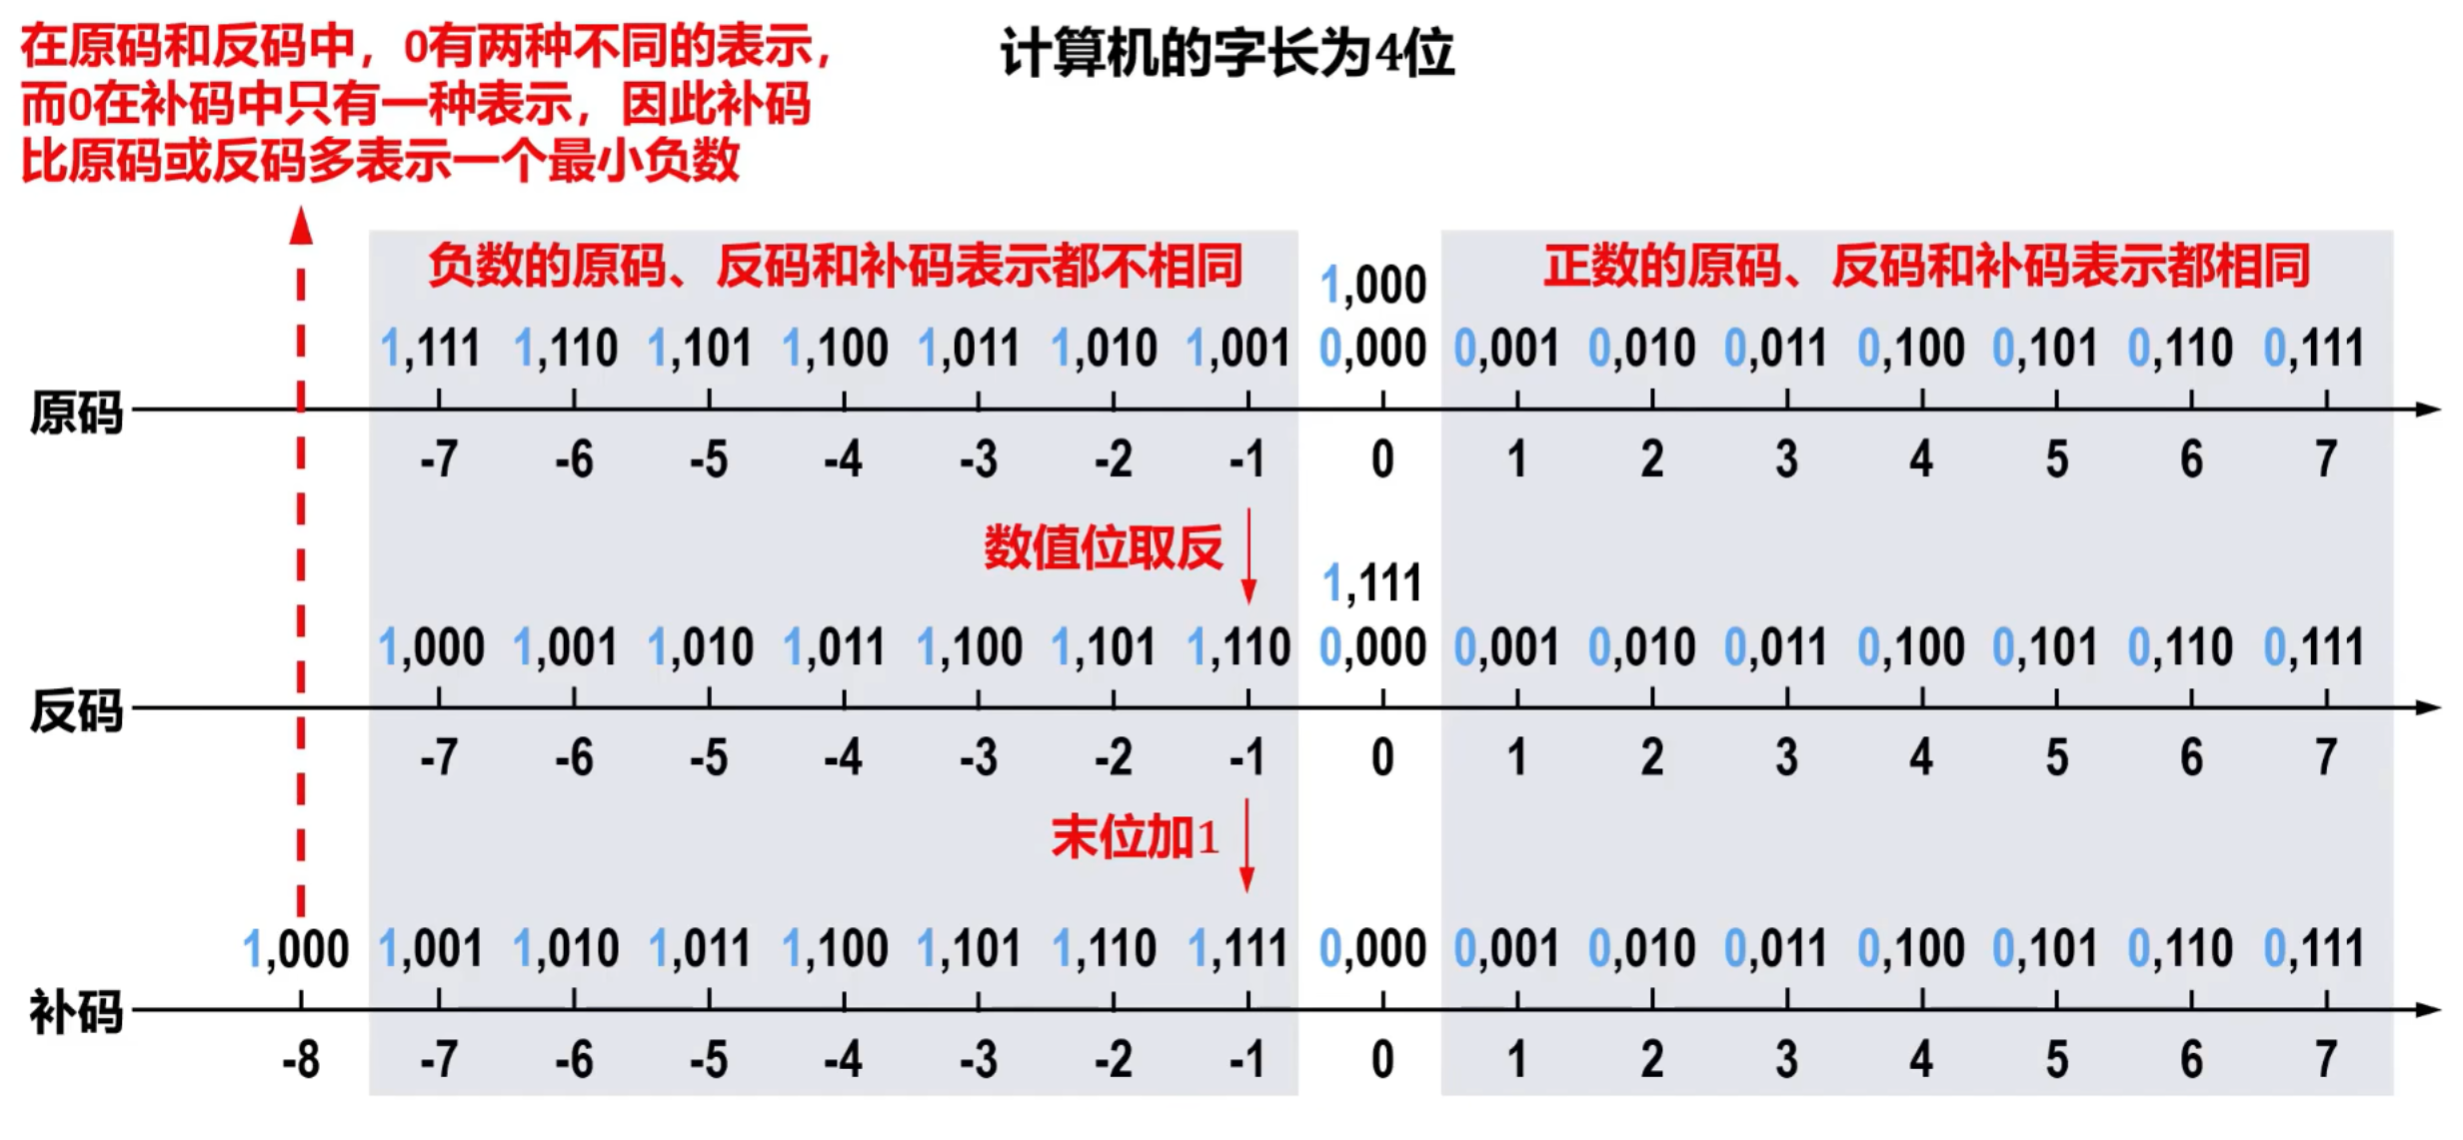 在原码和反码中，0有两种不同的表示，
而0在补码中只有一种表示，因此补码
比原码或反码多表示一个最小负数
计算机的字长为4位
负数的原码、反码和补码表示都不相同
正数的原码、反码和补码表示都相同
1,000
1,111 1,110 1,101 1,100 1,011 1,010 1,001 0,000 0,001 0,010 0,011 0,100 0,101 0,110 0,111
原码
-7 -6 -5 -4 -3 -2 -1 0 1 2 3 4 5 6 7
数值位取反
1,111
1,000 1,001 1,010 1,011 1,100 1,101 1,110 0,000 0,001 0,010 0,011 0,100 0,101 0,110 0,111
反码
-7 -6 -5 -4 -3 -2 -1 0 1 2 3 4 5 6 7
末位加1
1,000 1,001 1,010 1,011 1,100 1,101 1,110 1,111 0,000 0,001 0,010 0,011 0,100 0,101 0,110 0,111
补码
-8 -7 -6 -5 -4 -3 -2 -1 0 1 2 3 4 5 6 7